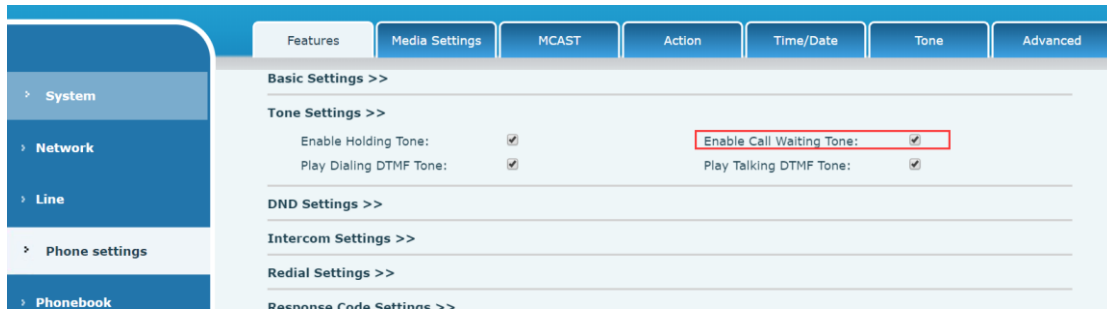 Features Media Settings MCAST Action Time/Date Tone Advanced
System
Network
Line
Phone settings
Phonebook
Basic Settings >>
Tone Settings >>
Enable Holding Tone: Enable Call Waiting Tone:
Play Dialing DTMF Tone: Play Talking DTMF Tone:
DND Settings >>
Intercom Settings >>
Redial Settings >>
Response Code Settings >>